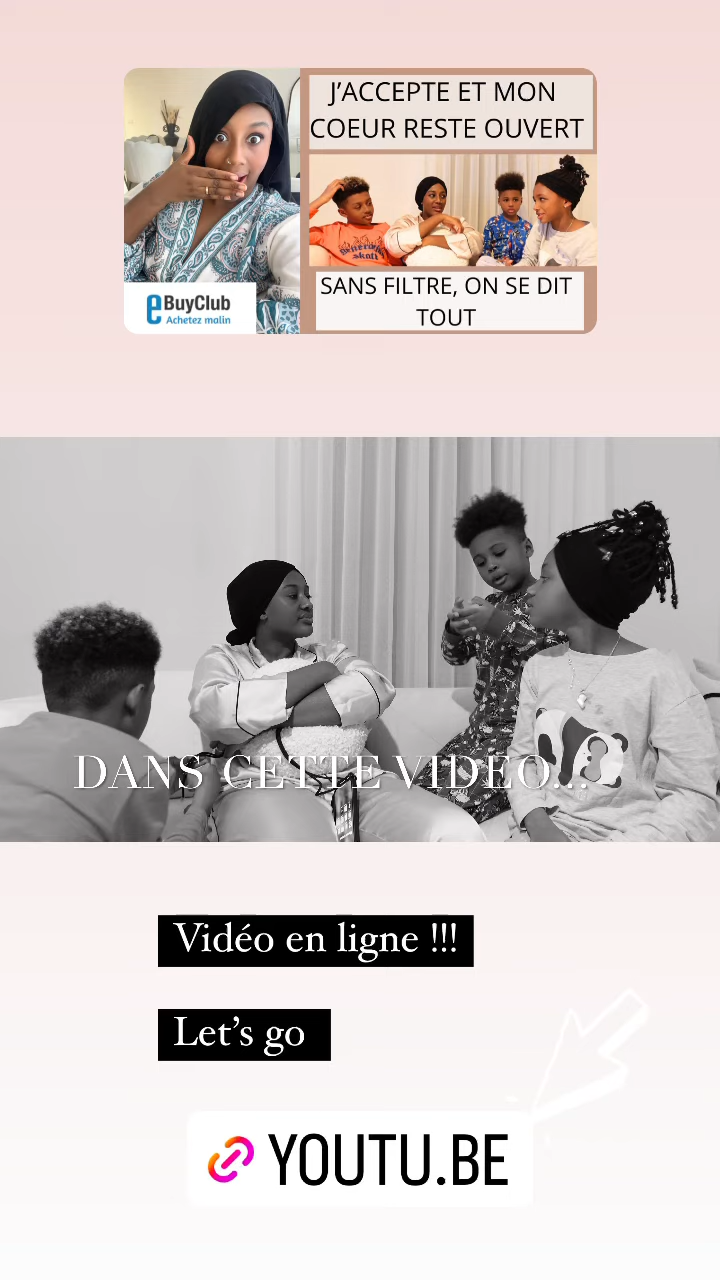 J'ACCEPTE ET MON
COEUR RESTE OUVERT
SANS FILTRE, ON SE DIT
TOUT
eBuyClub
Achetez malin
DANS CETTE VIDEO...
Vidéo en ligne !!!
Let's go
YOUTU.BE